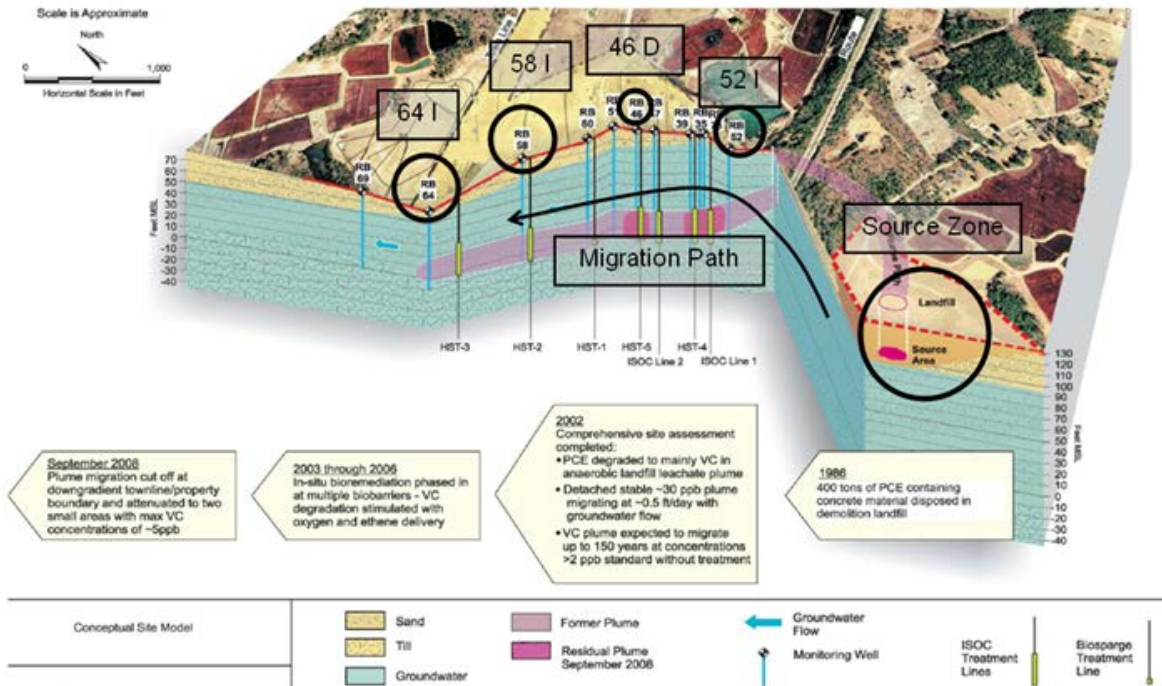 Scale is Approximate
North
0
1,000
Horizontal Scale in Feet
64 I
58 I
46 D
52 I
Line
Route
RB
69
RB
64
RB
58
RB
60
RB
46
RB
39
RB
35
RB
52
Feet MSL
70
60
50
40
30
20
10
0
-10
-20
-30
-40
Migration Path
Source Zone
Landfill
Source
Area
130
120
110
100
90
80
70
60
50
40
30
20
10
0
-10
-20
-30
-40
Feet MSL
HST-3
HST-2
HST-1
HST-5
HST-4
ISOC Line 2
ISOC Line 1
September 2008
Plume migration cut off at
downgradient townline/property
boundary and attenuated to two
small areas with max VC
concentrations of ~5ppb
2003 through 2006
In-situ bioremediation phased in
at multiple biobarriers - VC
degradation stimulated with
oxygen and ethene delivery
2002
Comprehensive site assessment
completed:
•PCE degraded to mainly VC in
anaerobic landfill leachate plume
• Detached stable ~30 ppb plume
migrating at ~0.5 ft/day with
groundwater flow
• VC plume expected to migrate
up to 150 years at concentrations
>2 ppb standard without treatment
1986
400 tons of PCE containing
concrete material disposed in
demolition landfill
Conceptual Site Model
Sand
Till
Groundwater
Former Plume
Residual Plume
September 2008
Groundwater
Flow
Monitoring Well
ISOC
Treatment
Lines
Biosparge
Treatment
Line